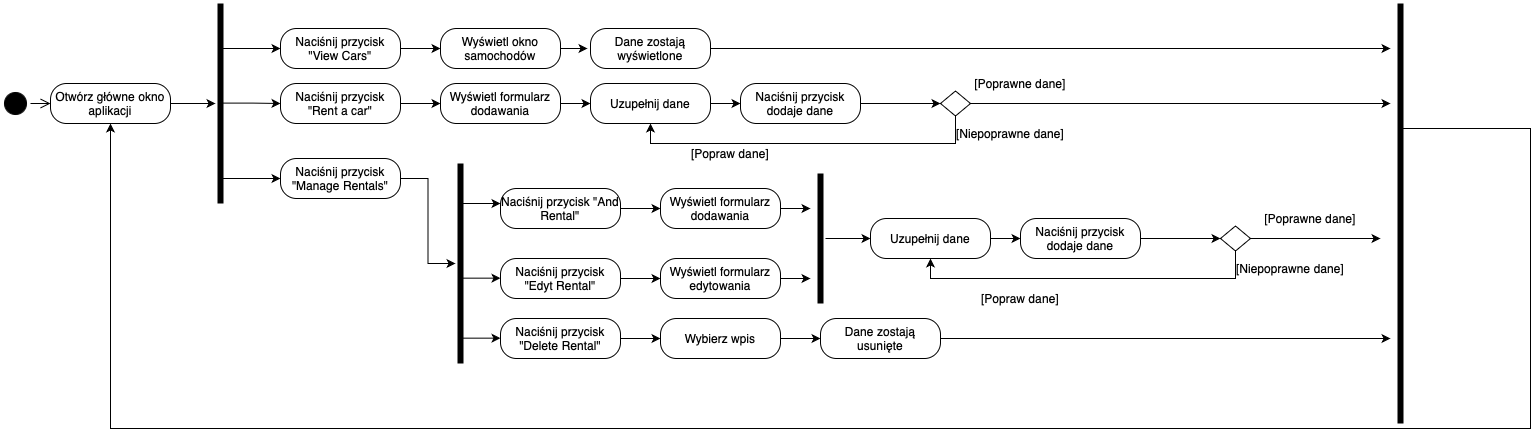 Otwórz główne okno
aplikacji
Naciśnij przycisk
"View Cars"
Wyświetl okno
samochodów
Dane zostają
wyświetlone
Naciśnij przycisk
"Rent a car"
Wyświetl formularz
dodawania
Uzupełnij dane
Naciśnij przycisk
dodaje dane
[Poprawne dane]
[Niepoprawne dane]
[Popraw dane]
Naciśnij przycisk
"Manage Rentals"
Naciśnij przycisk "And
Rental"
Wyświetl formularz
dodawania
Naciśnij przycisk
"Edyt Rental"
Wyświetl formularz
edytowania
Uzupełnij dane
Naciśnij przycisk
dodaje dane
[Poprawne dane]
[Niepoprawne dane]
[Popraw dane]
Naciśnij przycisk
"Delete Rental"
Wybierz wpis
Dane zostają
usunięte